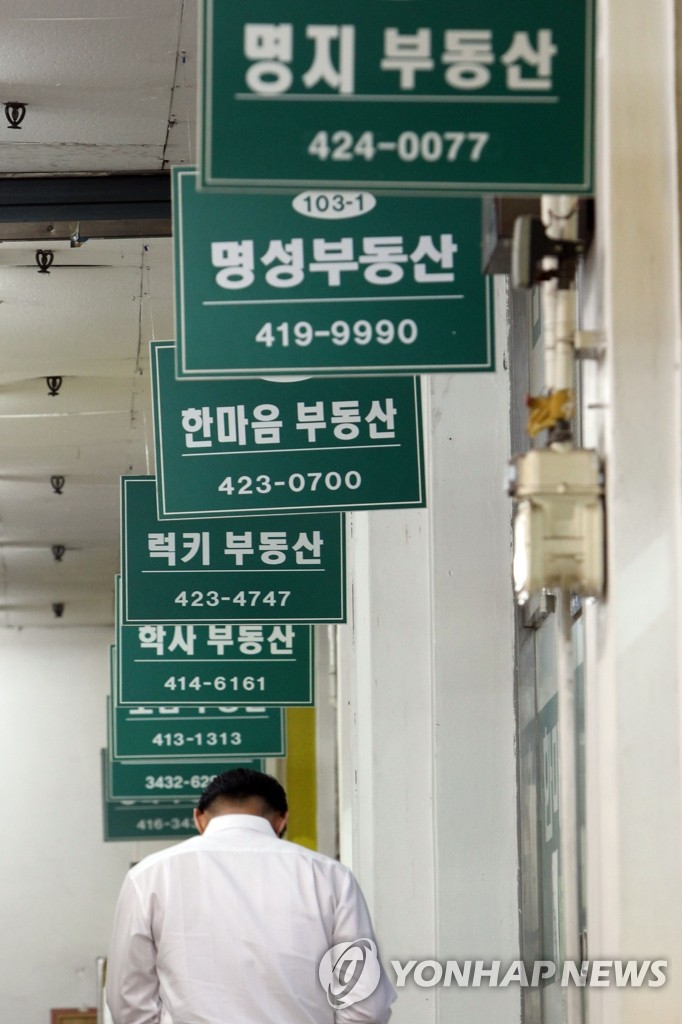 명지 부동산
424-0077
103-1
명성부동산
419-9990
한마음 부동산
423-0700
럭키 부동산
423-4747
학사 부동산
414-6161
413-1313
YONHAP NEWS